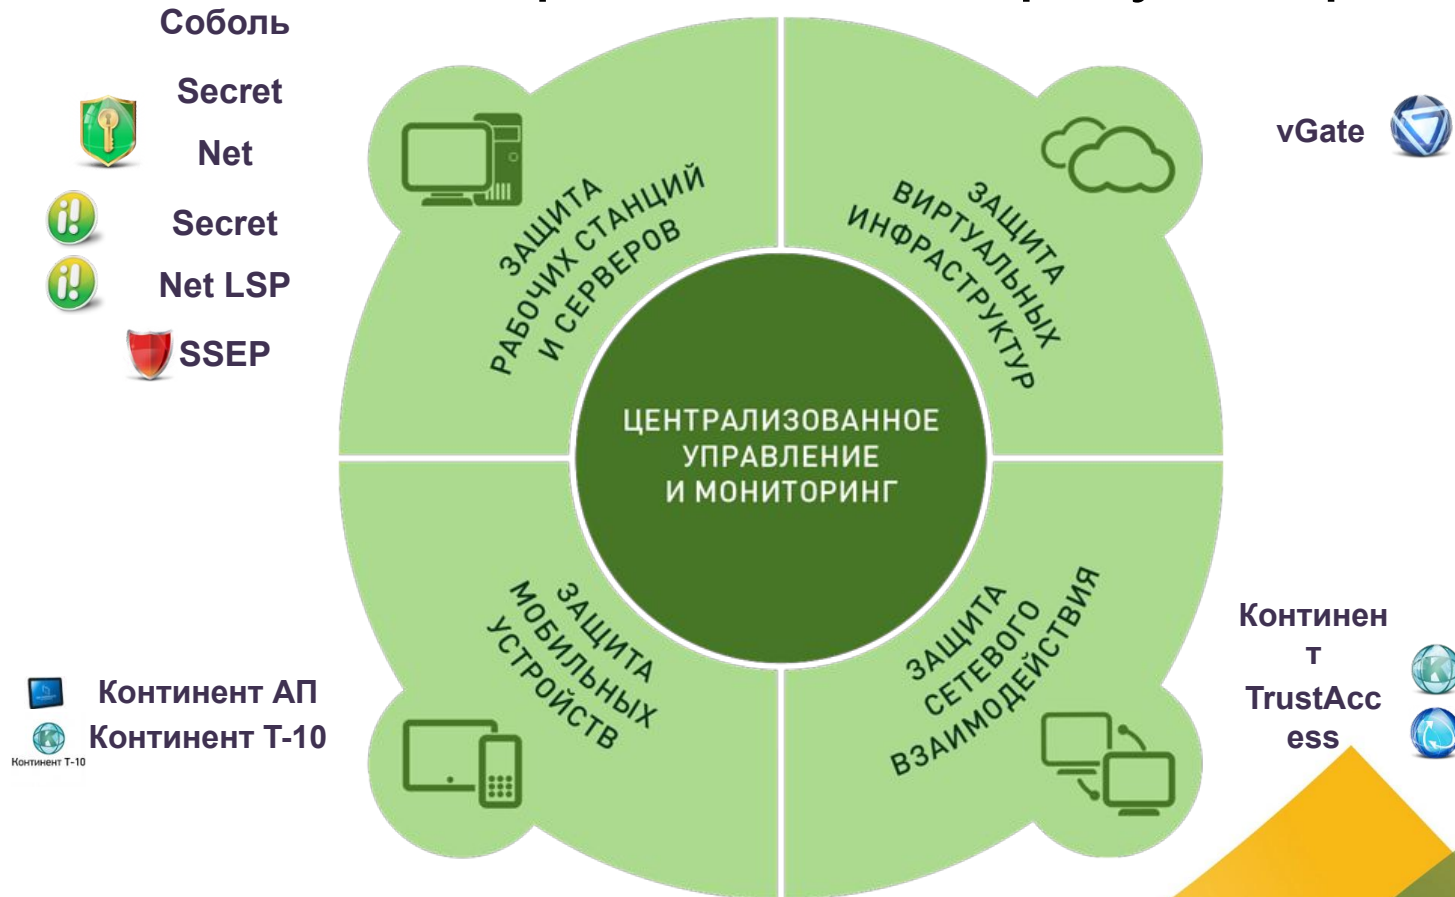 Соболь
Secret
Net
Secret
Net LSP
SSEP
ЗАЩИТА
РАБОЧИХ СТАНЦИЙ
И СЕРВЕРОВ
ЗАЩИТА
ВИРТУАЛЬНЫХ
ИНФРАСТРУКТУР
vGate
ЦЕНТРАЛИЗОВАННОЕ
УПРАВЛЕНИЕ
И МОНИТОРИНГ
Континент АП
Континент Т-10
Континент Т-10
ЗАЩИТА
МОБИЛЬНЫХ
УСТРОЙСТВ
ЗАЩИТА
СЕТЕВОГО
ВЗАИМОДЕЙСТВИЯ
Континен
т
TrustAcc
ess